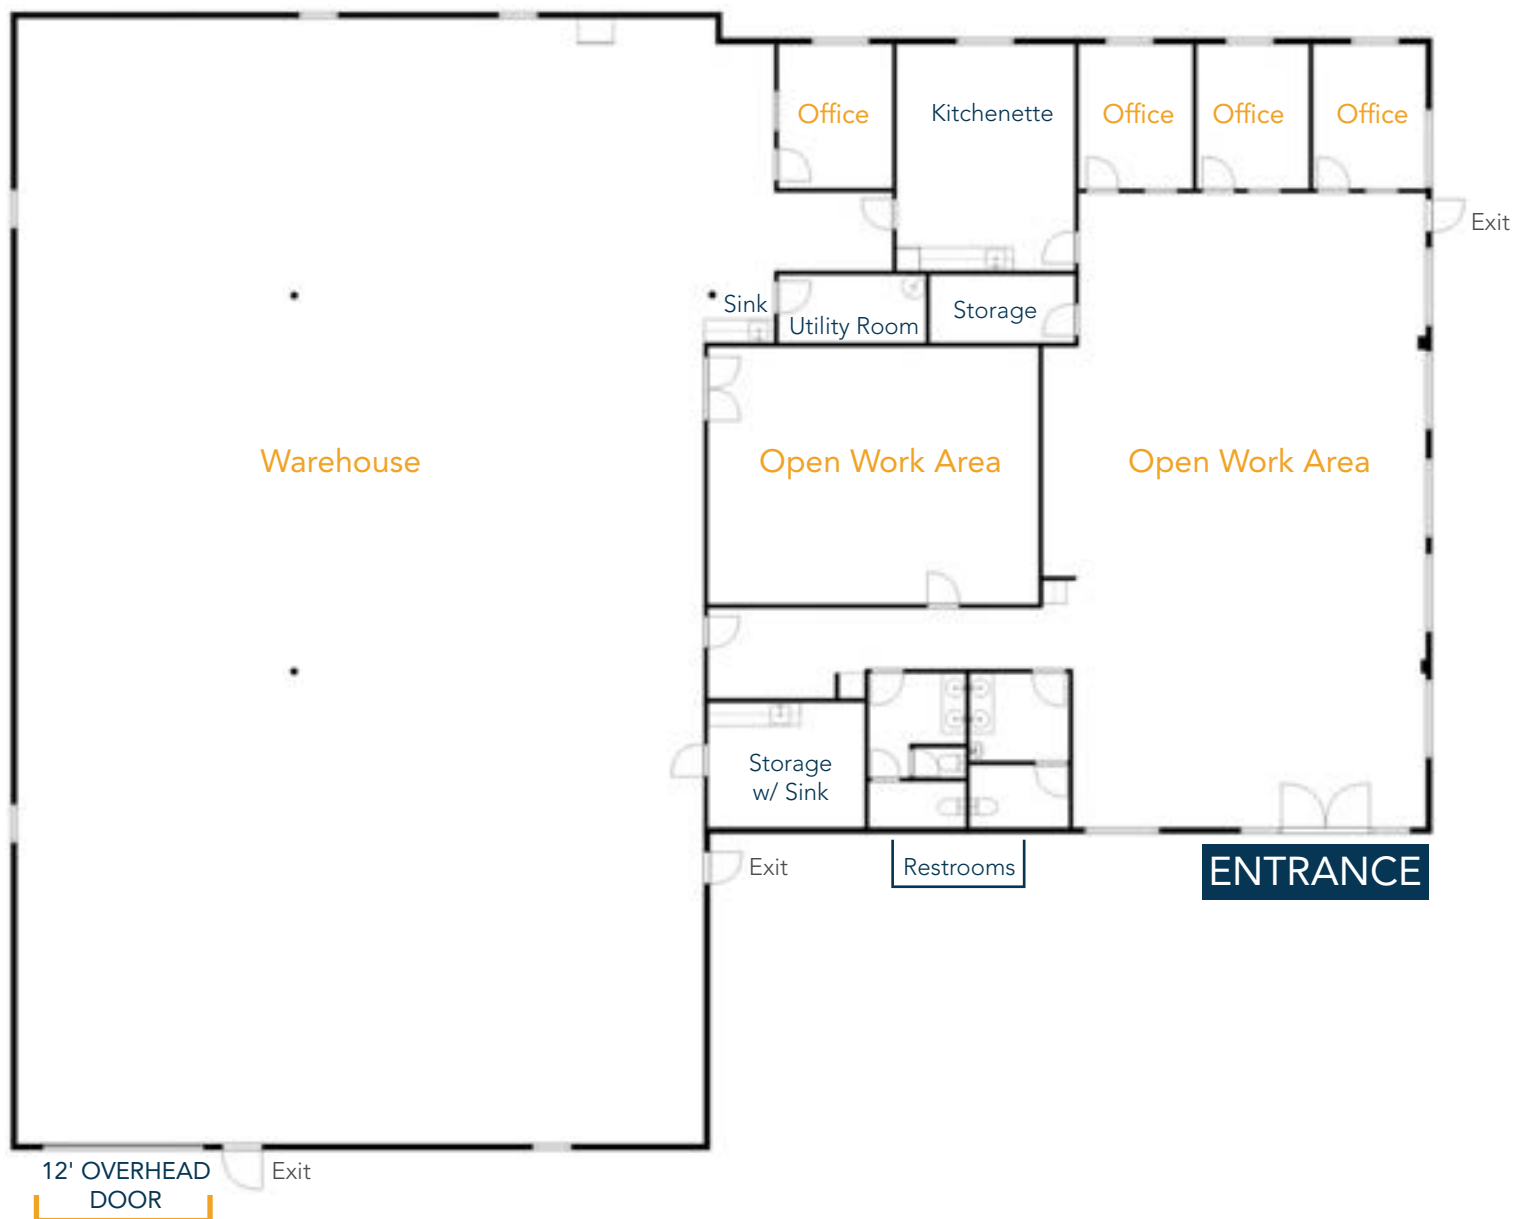 Office
Kitchenette
Office
Office
Office
Exit
Sink
Utility Room
Storage
Warehouse
Open Work Area
Open Work Area
Storage
w/ Sink
Exit
Restrooms
ENTRANCE
12' OVERHEAD
DOOR
Exit